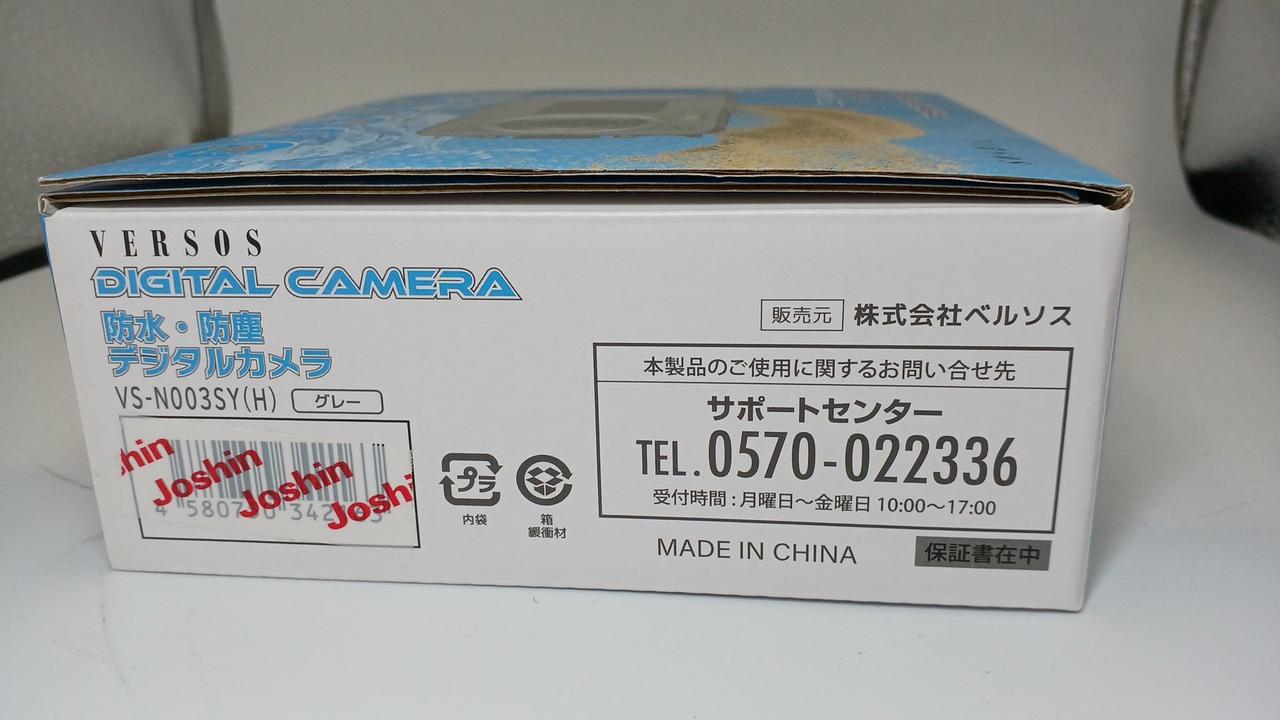 VERSOS
DIGITAL CAMERA
防水・防塵
デジタルカメラ
VS-N003SY(H) グレー
Joshin
Joshin
プラ
内袋
箱
緩衝材
販売元 株式会社ベルソス
本製品のご使用に関するお問い合せ先
サポートセンター
TEL.0570-022336
受付時間:月曜日～金曜日 10:00～17:00
MADE IN CHINA
保証書在中